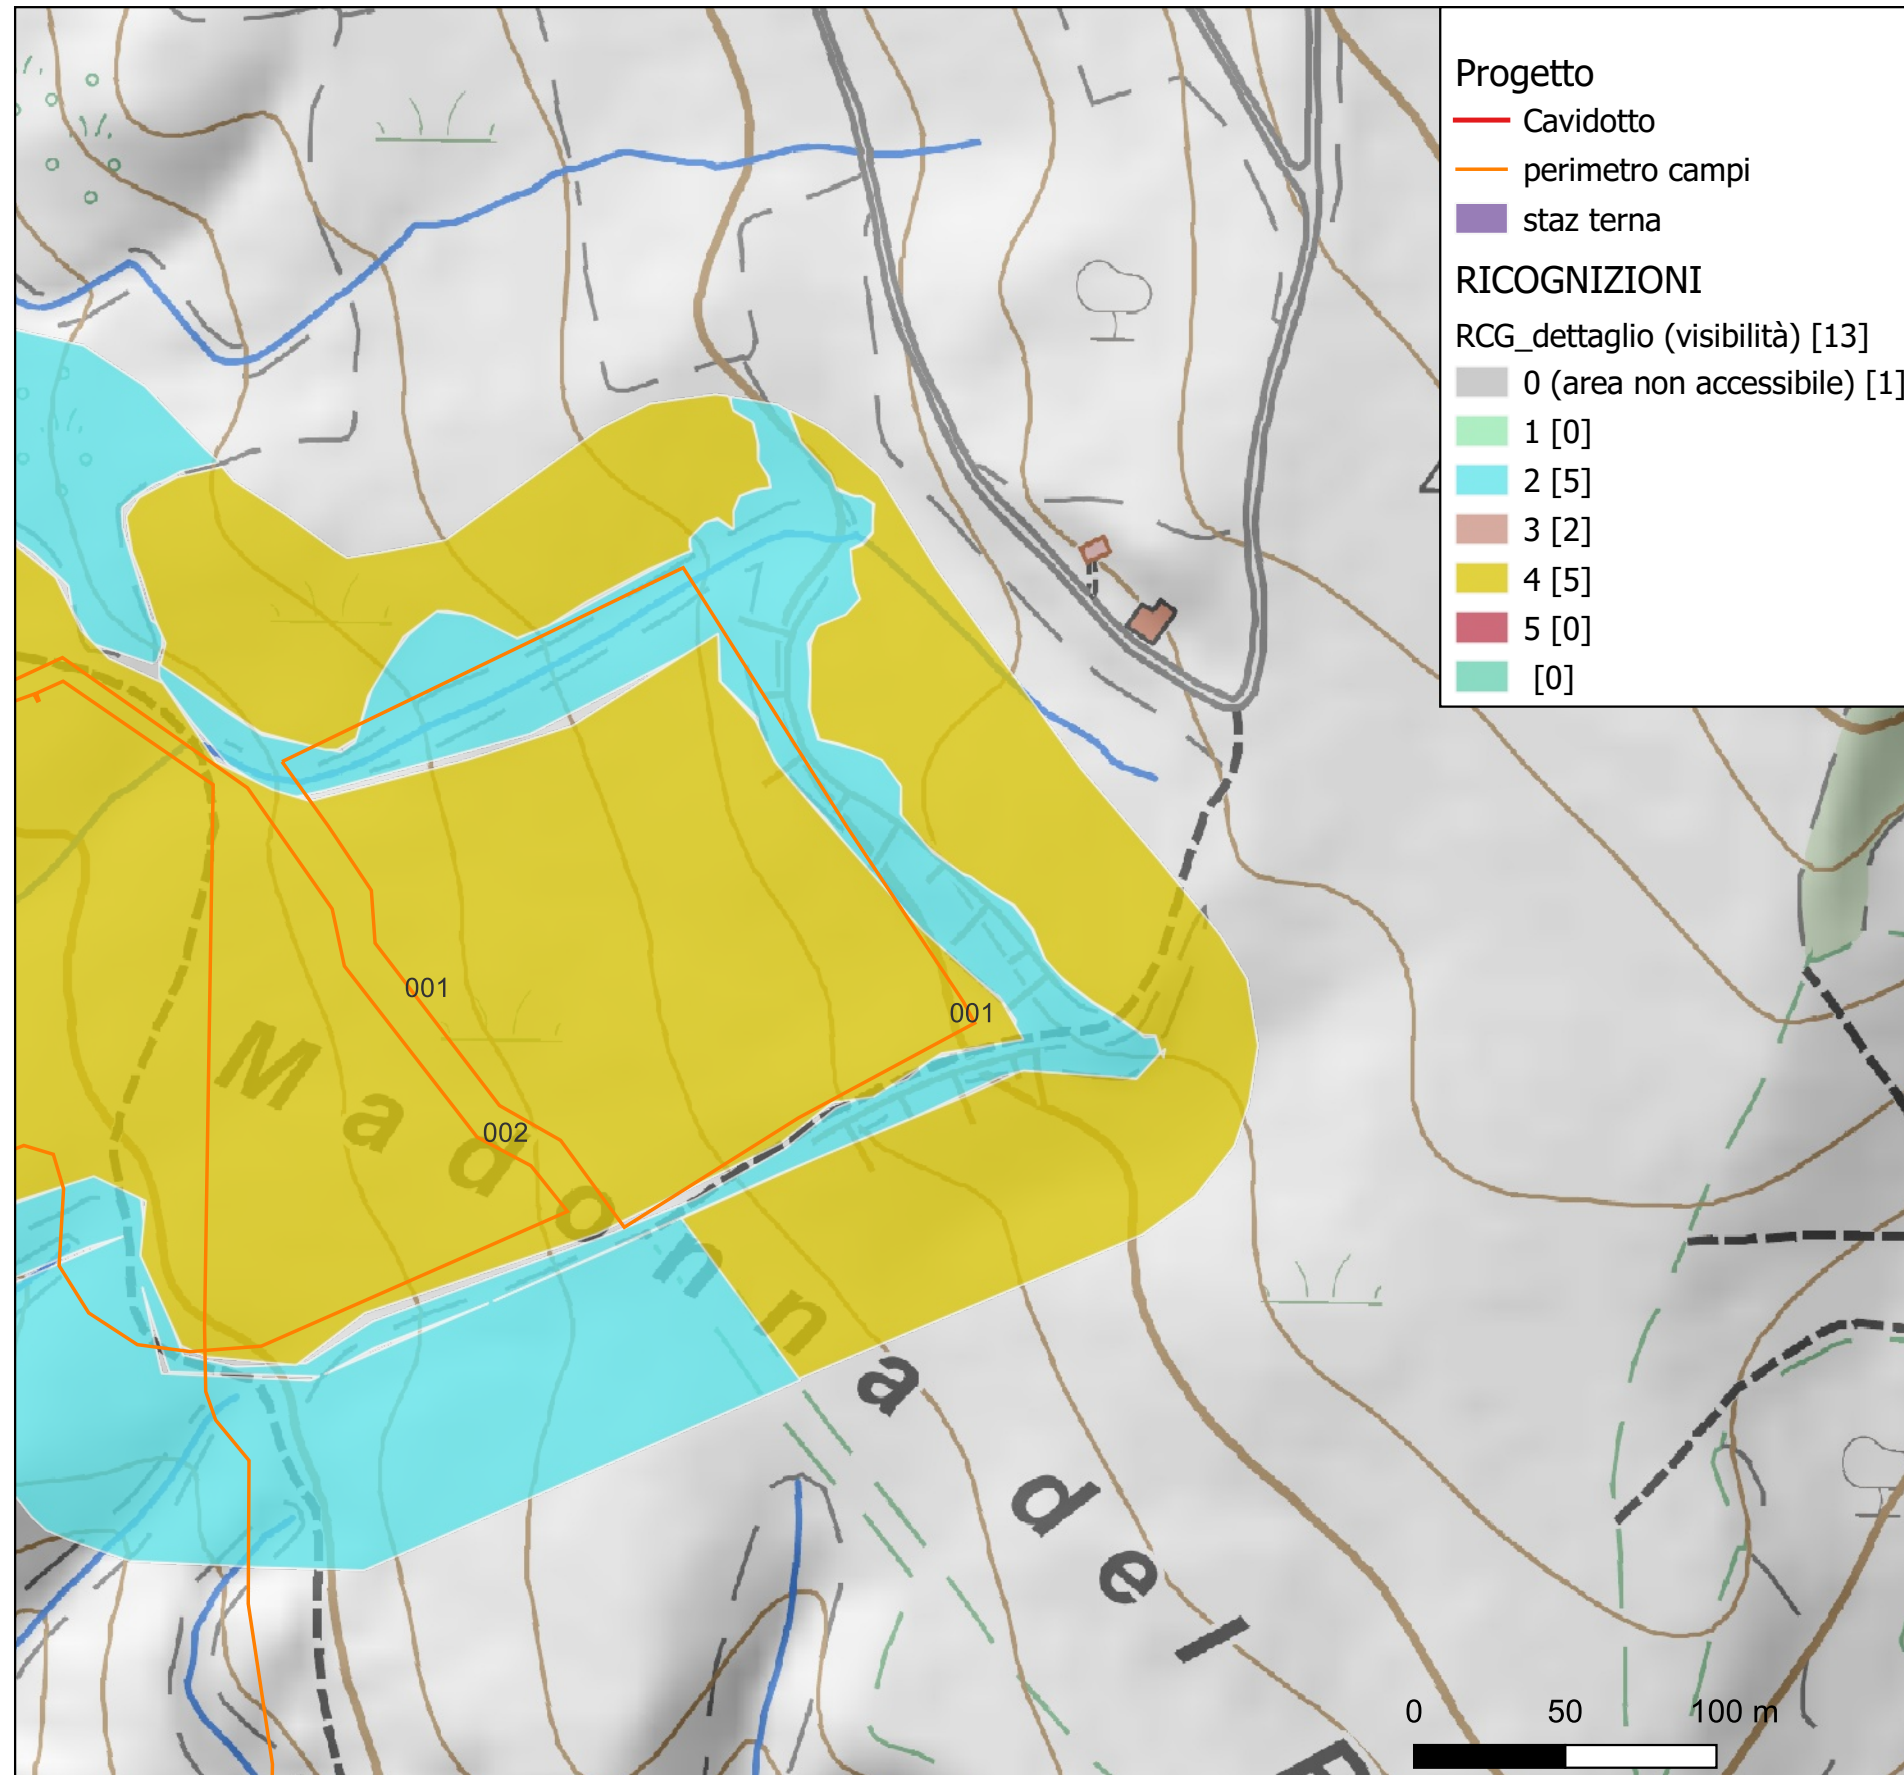 Progetto
Cavidotto
perimetro campi
staz terna
RICOGNIZIONI
RCG_dettaglio (visibilità) [13]
0 (area non accessibile) [1]
1 [0]
2 [5]
3 [2]
4 [5]
5 [0]
[0]
001
001
002
Madonna del
0 50 100 m